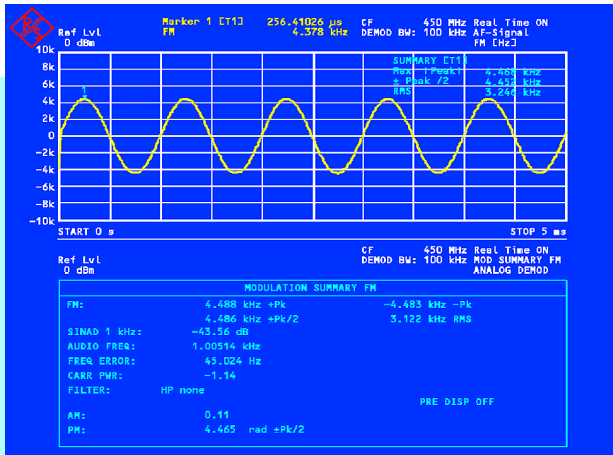 Marker 1 [T1] 256.41026 µs CF 450 MHz Real Time ON
Ref Lvl FM 4.378 kHz DEMOD BW: 100 kHz AF-Signal
0 dBm FM [Hz]
10k
SUMMARY [T1]
8k Max |Peak| 4.468 kHz
± Peak /2 4.452 kHz
6k RMS 3.246 kHz
1
4k
2k
0
-2k
-4k
-6k
-8k
-10k
START 0 s STOP 5 ms
CF 450 MHz Real Time ON
Ref Lvl DEMOD BW: 100 kHz MOD SUMMARY FM
0 dBm ANALOG DEMOD
MODULATION SUMMARY FM
FM: 4.488 kHz +Pk -4.483 kHz -Pk
4.486 kHz ±Pk/2 3.122 kHz RMS
SINAD 1 kHz: -43.56 dB
AUDIO FREQ: 1.00514 kHz
FREQ ERROR: 45.024 Hz
CARR PWR: -1.14
FILTER: HP none
PRE DISP OFF
AM: 0.11
PM: 4.465 rad ±Pk/2